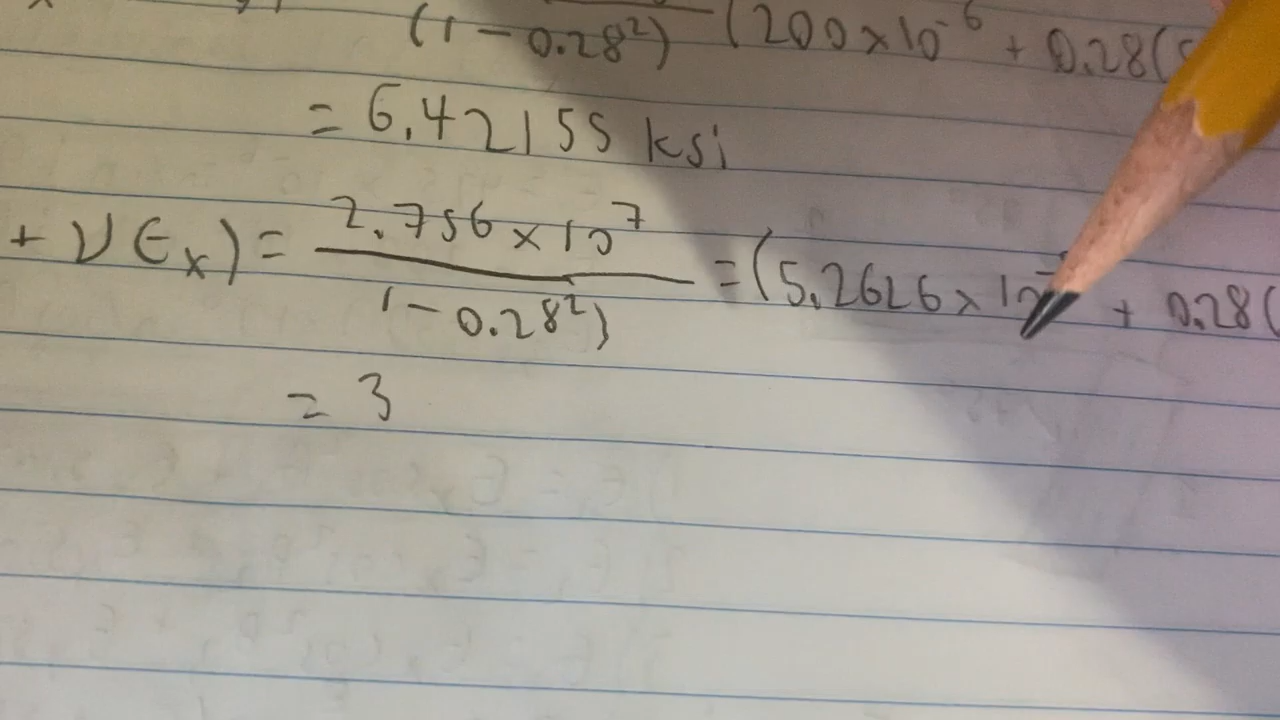 (1 - 0.28²) (200 × 10⁻⁶ + 0.28(
= 6.42155 ksi
+ ν ϵₓ) = 2.756 × 10⁷ / 1 - 0.28²) = (5.2626 × 10⁻ + 0.28(
= 3